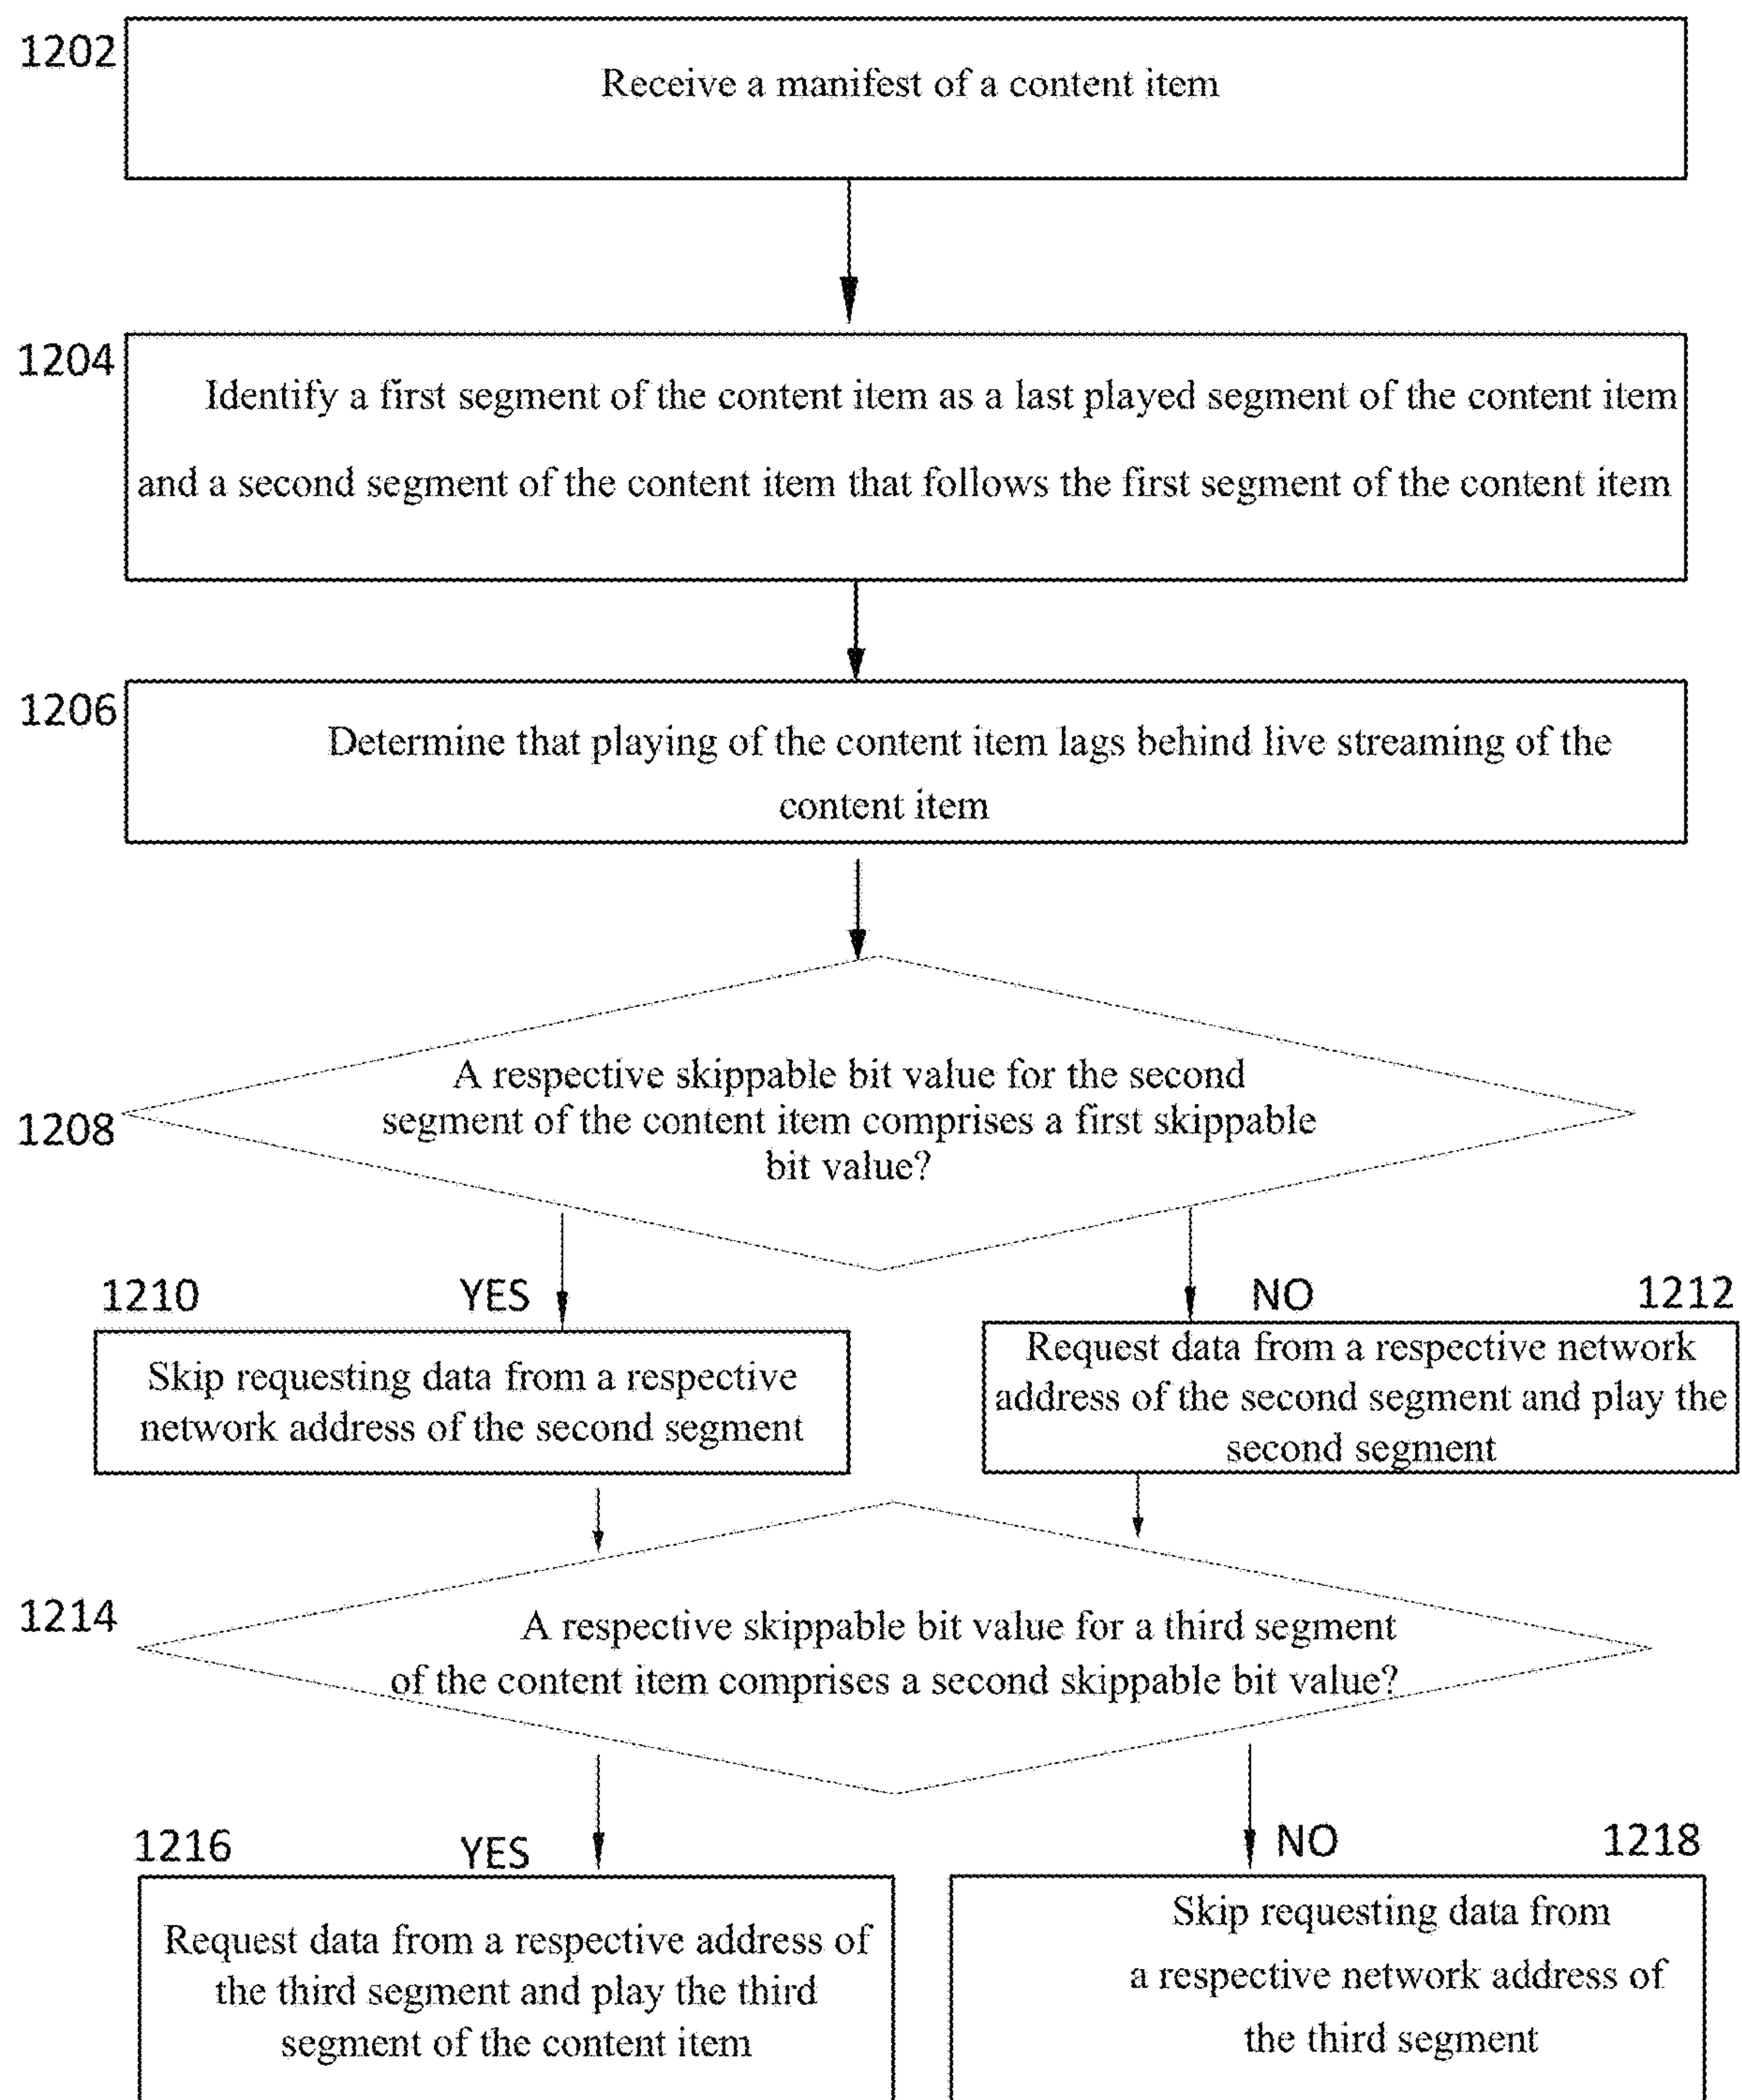 1202
Receive a manifest of a content item
1204
Identify a first segment of the content item as a last played segment of the content item
and a second segment of the content item that follows the first segment of the content item
1206
Determine that playing of the content item lags behind live streaming of the
content item
1208
A respective skippable bit value for the second
segment of the content item comprises a first skippable
bit value?
1210
YES
NO
1212
Skip requesting data from a respective
network address of the second segment
Request data from a respective network
address of the second segment and play the
second segment
1214
A respective skippable bit value for a third segment
of the content item comprises a second skippable bit value?
1216
YES
NO
1218
Request data from a respective address of
the third segment and play the third
segment of the content item
Skip requesting data from
a respective network address of
the third segment